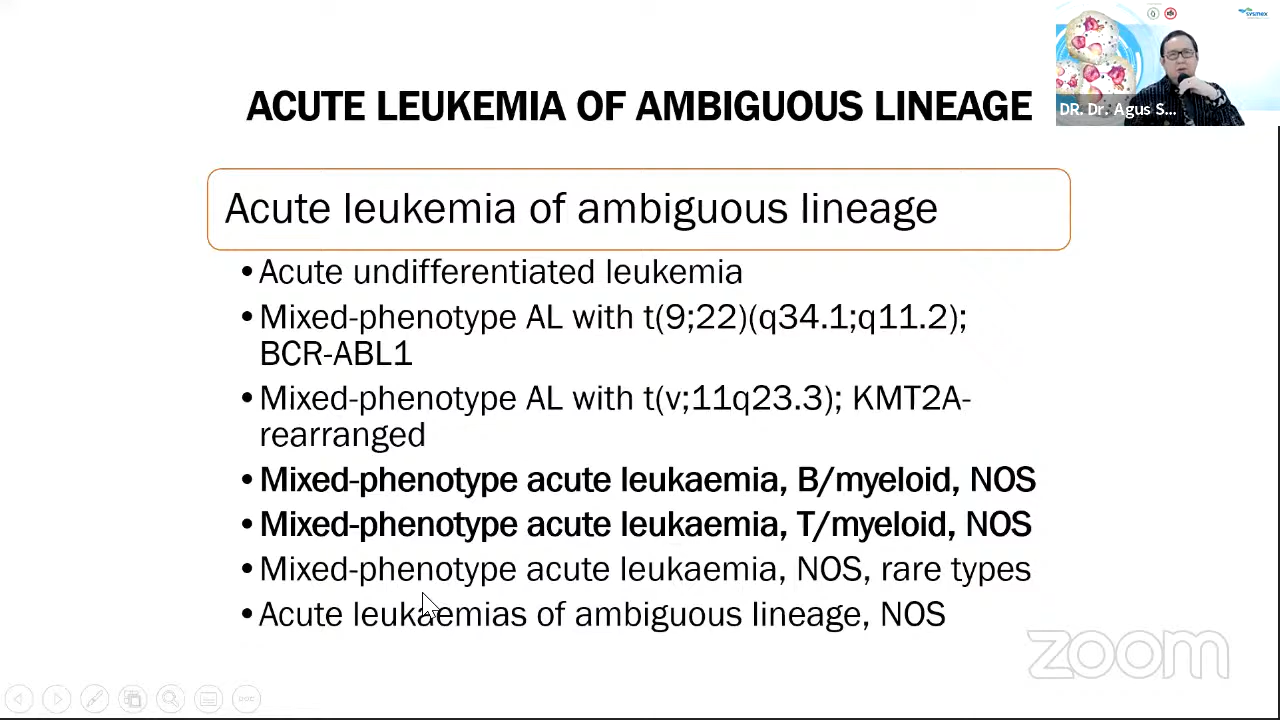 sysmex
DR. Dr. Agus S...
ACUTE LEUKEMIA OF AMBIGUOUS LINEAGE
Acute leukemia of ambiguous lineage
•Acute undifferentiated leukemia
•Mixed-phenotype AL with t(9;22)(q34.1;q11.2);
BCR-ABL1
•Mixed-phenotype AL with t(v;11q23.3); KMT2A-
rearranged
•Mixed-phenotype acute leukaemia, B/myeloid, NOS
•Mixed-phenotype acute leukaemia, T/myeloid, NOS
•Mixed-phenotype acute leukaemia, NOS, rare types
•Acute leukaemias of ambiguous lineage, NOS
zoom